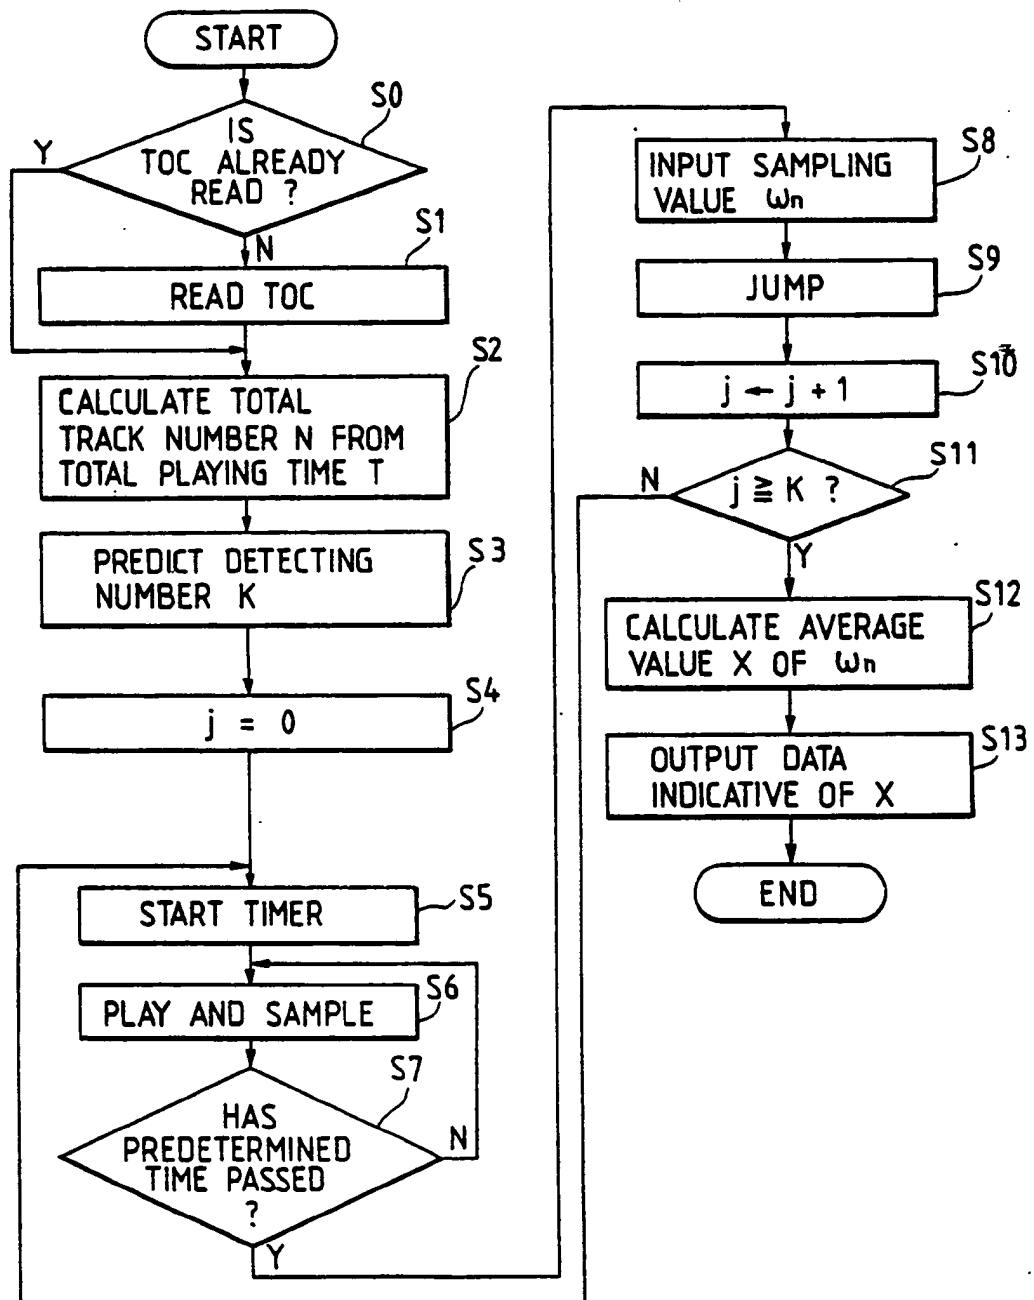 START
S0
IS
TOC ALREADY
READ ?
Y
N
S1
READ TOC
S2
CALCULATE TOTAL
TRACK NUMBER N FROM
TOTAL PLAYING TIME T
S3
PREDICT DETECTING
NUMBER K
S4
j = 0
S5
START TIMER
S6
PLAY AND SAMPLE
S7
HAS
PREDETERMINED
TIME PASSED
?
N
Y
S8
INPUT SAMPLING
VALUE ωn
S9
JUMP
S10
j ← j + 1
S11
j ≧ K ?
N
Y
S12
CALCULATE AVERAGE
VALUE X OF ωn
S13
OUTPUT DATA
INDICATIVE OF X
END